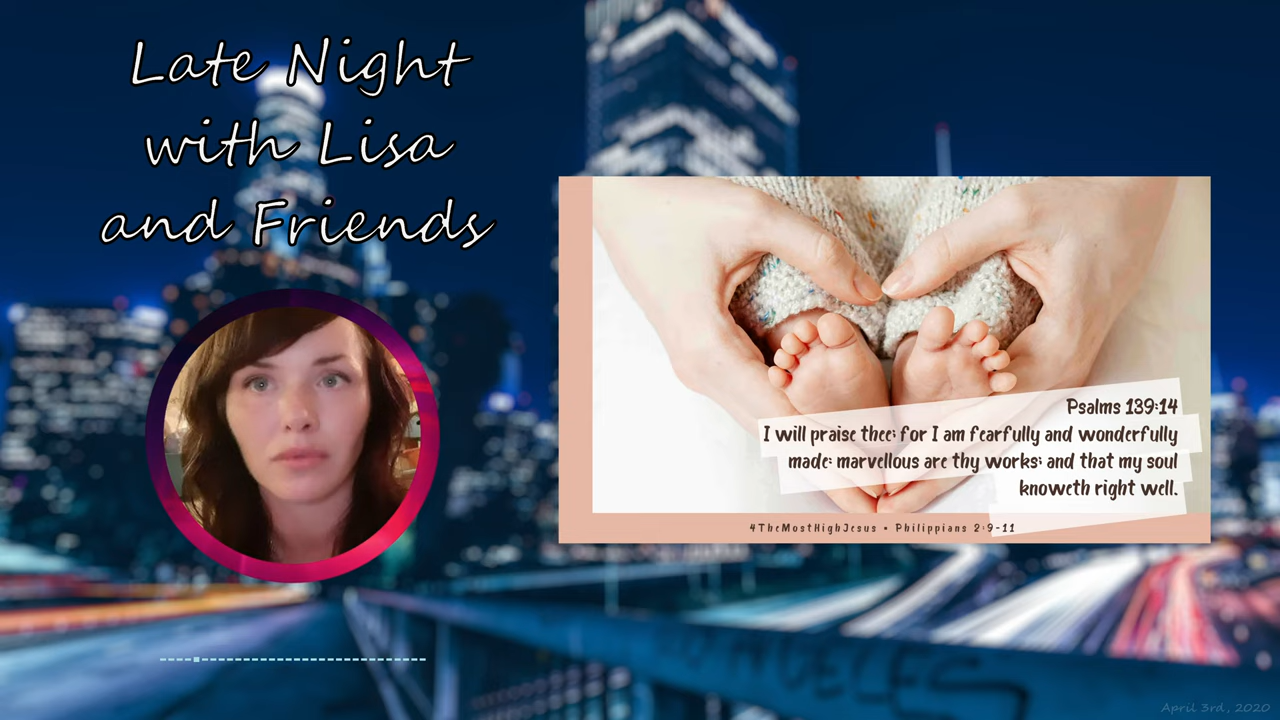 Late Night
with Lisa
and Friends
Psalms 139:14
I will praise thee; for I am fearfully and wonderfully
made: marvellous are thy works; and that my soul
knoweth right well.
4TheMostHighJesus • Philippians 2:9-11
ANGELES
April 3rd, 2020